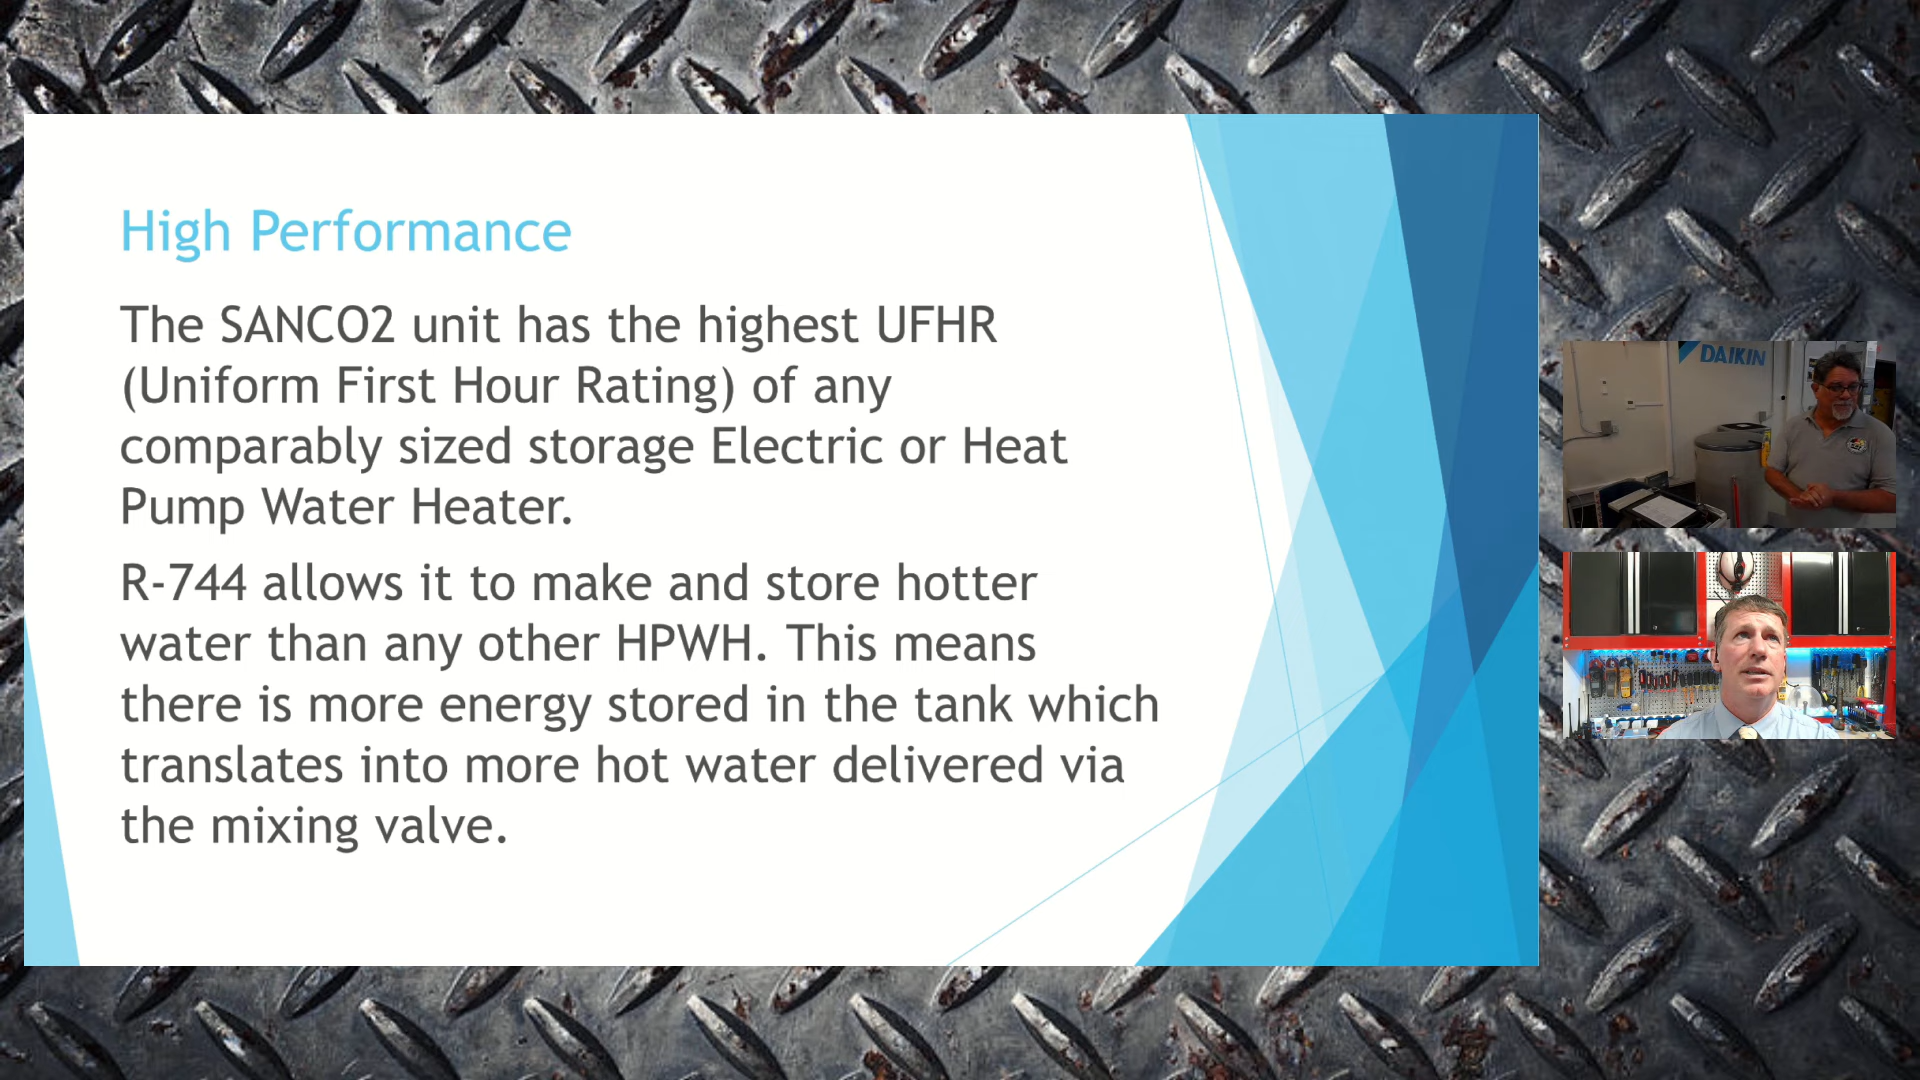 High Performance
The SANCO2 unit has the highest UFHR
(Uniform First Hour Rating) of any
comparably sized storage Electric or Heat
Pump Water Heater.
R-744 allows it to make and store hotter
water than any other HPWH. This means
there is more energy stored in the tank which
translates into more hot water delivered via
the mixing valve.
DAIKIN